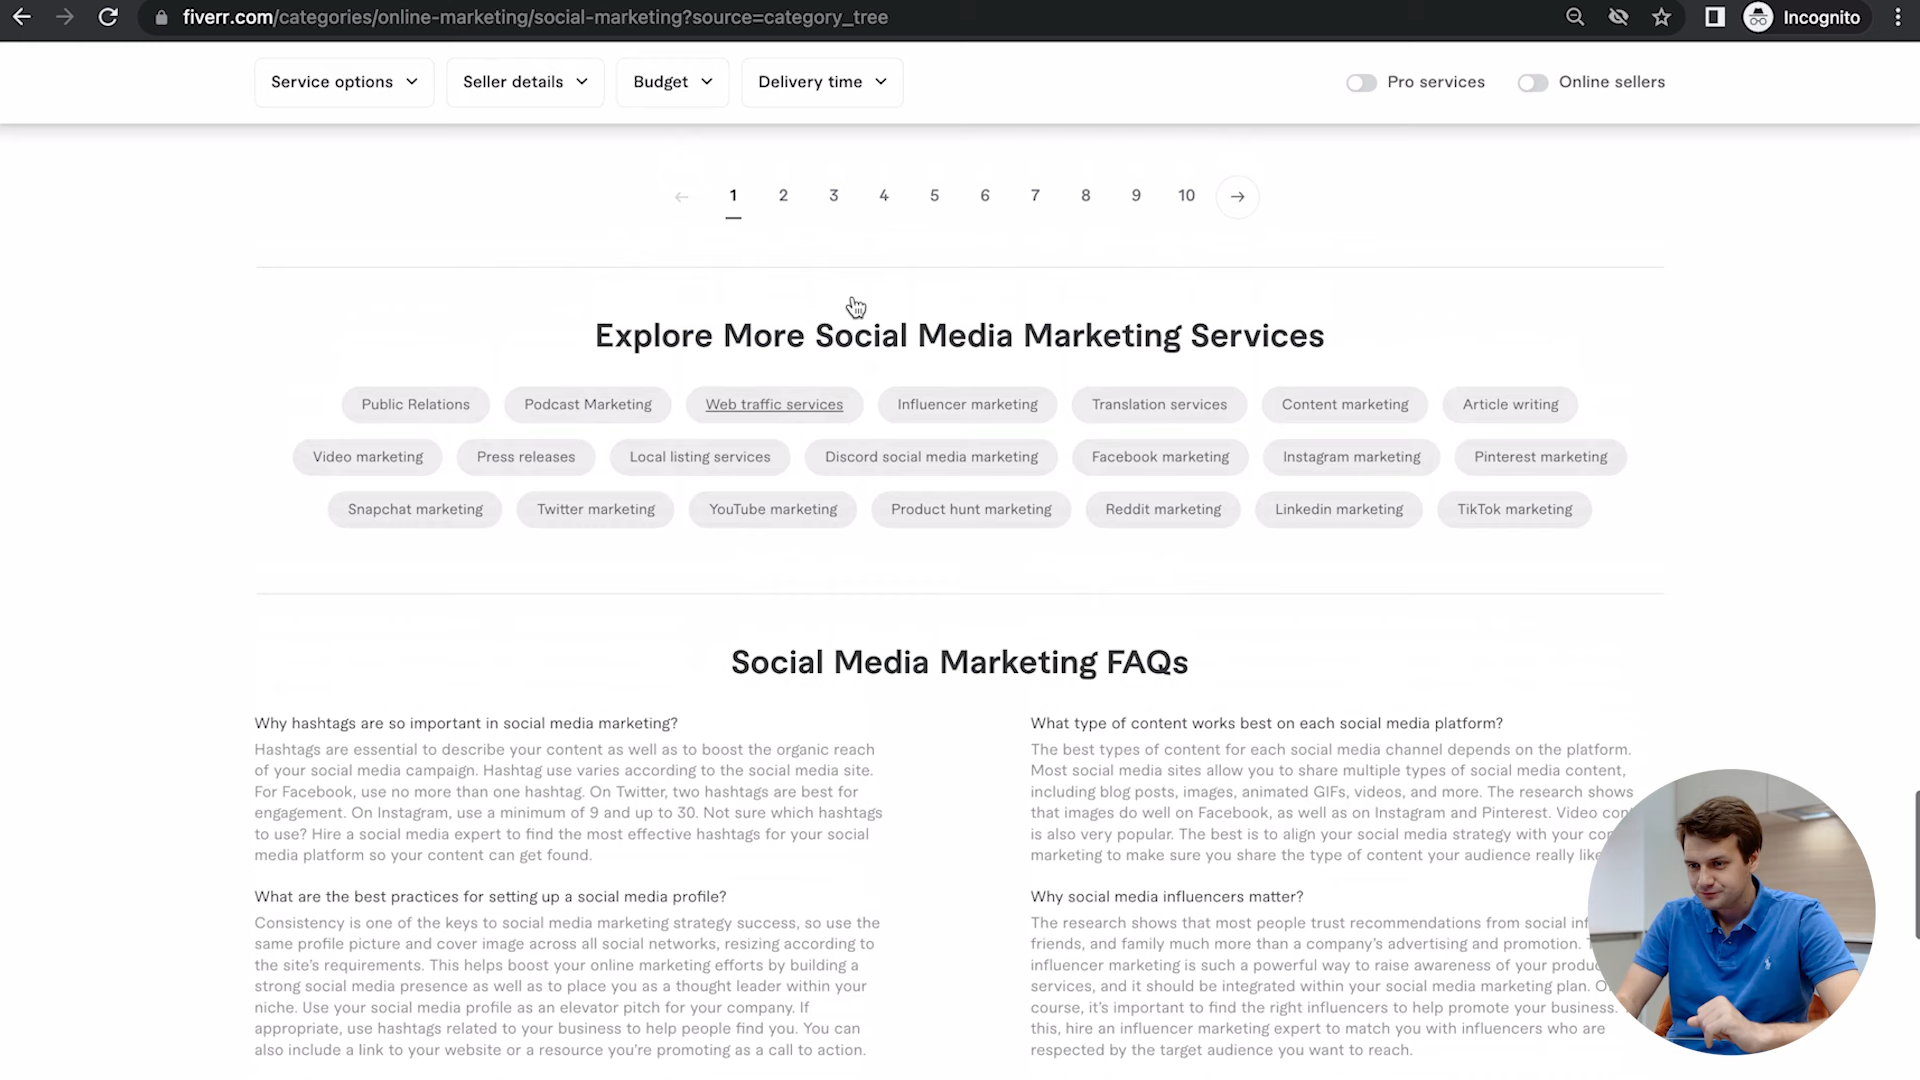 fiverr.com/categories/online-marketing/social-marketing?source=category_tree
Incognito
Service options
Seller details
Budget
Delivery time
Pro services
Online sellers
1 2 3 4 5 6 7 8 9 10
Explore More Social Media Marketing Services
Public Relations
Podcast Marketing
Web traffic services
Influencer marketing
Translation services
Content marketing
Article writing
Video marketing
Press releases
Local listing services
Discord social media marketing
Facebook marketing
Instagram marketing
Pinterest marketing
Snapchat marketing
Twitter marketing
YouTube marketing
Product hunt marketing
Reddit marketing
Linkedin marketing
TikTok marketing
Social Media Marketing FAQs
Why hashtags are so important in social media marketing?
Hashtags are essential to describe your content as well as to boost the organic reach
of your social media campaign. Hashtag use varies according to the social media site.
For Facebook, use no more than one hashtag. On Twitter, two hashtags are best for
engagement. On Instagram, use a minimum of 9 and up to 30. Not sure which hashtags
to use? Hire a social media expert to find the most effective hashtags for your social
media platform so your content can get found.
What are the best practices for setting up a social media profile?
Consistency is one of the keys to social media marketing strategy success, so use the
same profile picture and cover image across all social networks, resizing according to
the site's requirements. This helps boost your online marketing efforts by building a
strong social media presence as well as to place you as a thought leader within your
niche. Use your social media profile as an elevator pitch for your company. If
appropriate, use hashtags related to your business to help people find you. You can
also include a link to your website or a resource you're promoting as a call to action.
What type of content works best on each social media platform?
The best types of content for each social media channel depends on the platform.
Most social media sites allow you to share multiple types of social media content,
including blog posts, images, animated GIFs, videos, and more. The research shows
that images do well on Facebook, as well as on Instagram and Pinterest. Video
is also very popular. The best is to align your social media strategy with your
marketing to make sure you share the type of content your audience really
Why social media influencers matter?
The research shows that most people trust recommendations from social
friends, and family much more than a company's advertising and promotion.
influencer marketing is such a powerful way to raise awareness of your
services, and it should be integrated within your social media marketing plan.
course, it's important to find the right influencers to help promote your business.
this, hire an influencer marketing expert to match you with influencers who are
respected by the target audience you want to reach.